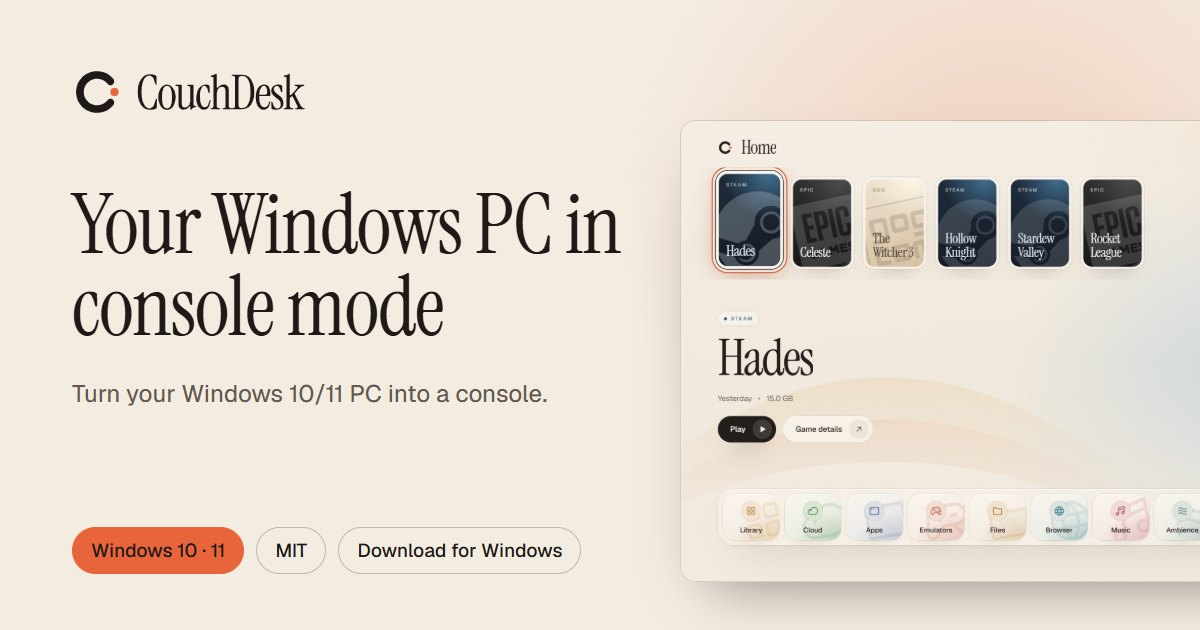 CouchDesk
Your Windows PC in
console mode
Turn your Windows 10/11 PC into a console.
Windows 10 · 11
MIT
Download for Windows
Home
STEAM
Hades
EPIC
EPIC
Celeste
GOG
GOG
The
Witcher 3
STEAM
Hollow
Knight
STEAM
Stardew
Valley
EPIC
EPIC
Rocket
League
STEAM
Hades
Yesterday • 15.0 GB
Play
Game details
Library
Cloud
Apps
Emulators
Files
Browser
Music
Ambience